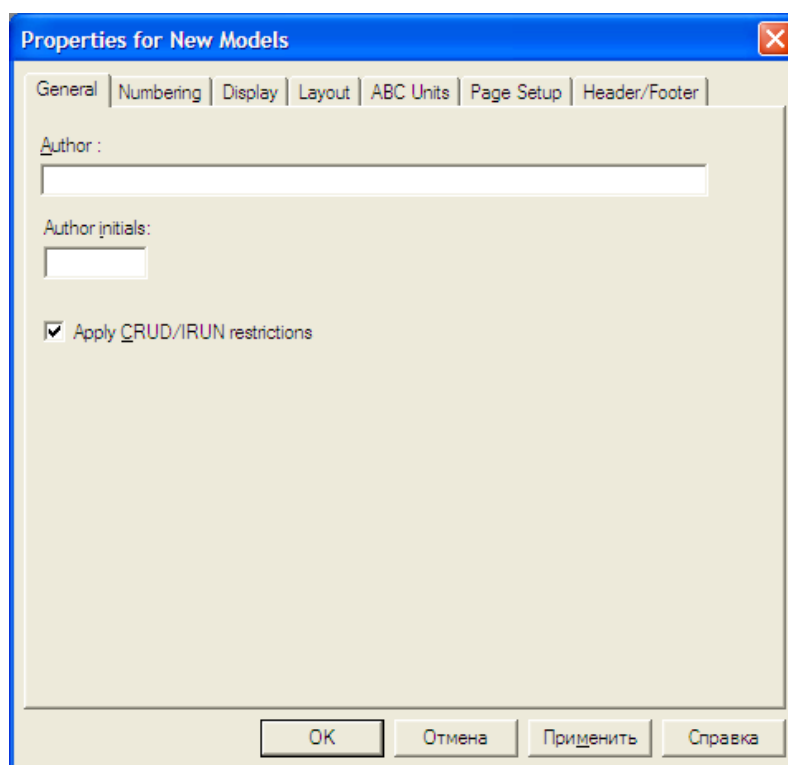 Properties for New Models
General Numbering Display Layout ABC Units Page Setup Header/Footer
Author :
Author initials:
Apply CRUD/IRUN restrictions
OK Отмена Применить Справка